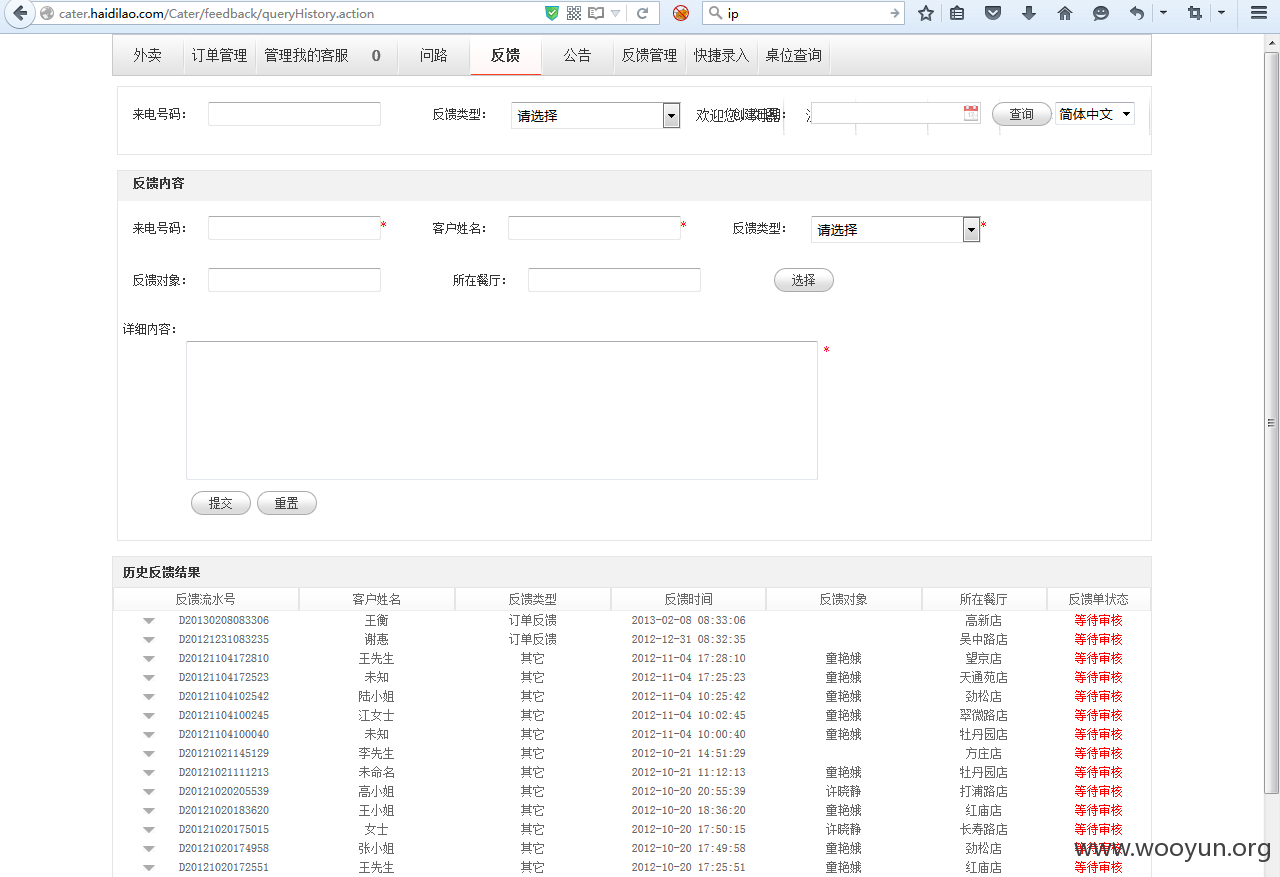 cater.haidilao.com/Cater/feedback/queryHistory.action ip
外卖 订单管理 管理我的客服 0 问路 反馈 公告 反馈管理 快捷录入 桌位查询
来电号码: 反馈类型: 请选择 欢迎您 创建日期: 查询 简体中文
反馈内容
来电号码: * 客户姓名: * 反馈类型: 请选择 *
反馈对象: 所在餐厅: 选择
详细内容:
*
提交 重置
历史反馈结果
反馈流水号 客户姓名 反馈类型 反馈时间 反馈对象 所在餐厅 反馈单状态
D20130208083306 王衡 订单反馈 2013-02-08 08:33:06 高新店 等待审核
D20121231083235 谢惠 订单反馈 2012-12-31 08:32:35 吴中路店 等待审核
D20121104172810 王先生 其它 2012-11-04 17:28:10 童艳娥 望京店 等待审核
D20121104172523 未知 其它 2012-11-04 17:25:23 童艳娥 天通苑店 等待审核
D20121104102542 陆小姐 其它 2012-11-04 10:25:42 童艳娥 劲松店 等待审核
D20121104100245 江女士 其它 2012-11-04 10:02:45 童艳娥 翠微路店 等待审核
D20121104100040 未知 其它 2012-11-04 10:00:40 童艳娥 牡丹园店 等待审核
D20121021145129 李先生 其它 2012-10-21 14:51:29 方庄店 等待审核
D20121021111213 未命名 其它 2012-10-21 11:12:13 童艳娥 牡丹园店 等待审核
D20121020205539 高小姐 其它 2012-10-20 20:55:39 许晓静 打浦路店 等待审核
D20121020183620 王小姐 其它 2012-10-20 18:36:20 童艳娥 红庙店 等待审核
D20121020175015 女士 其它 2012-10-20 17:50:15 许晓静 长寿路店 等待审核
D20121020174958 张小姐 其它 2012-10-20 17:49:58 童艳娥 劲松店 等待审核
D20121020172551 王先生 其它 2012-10-20 17:25:51 童艳娥 红庙店 等待审核
www.wooyun.org